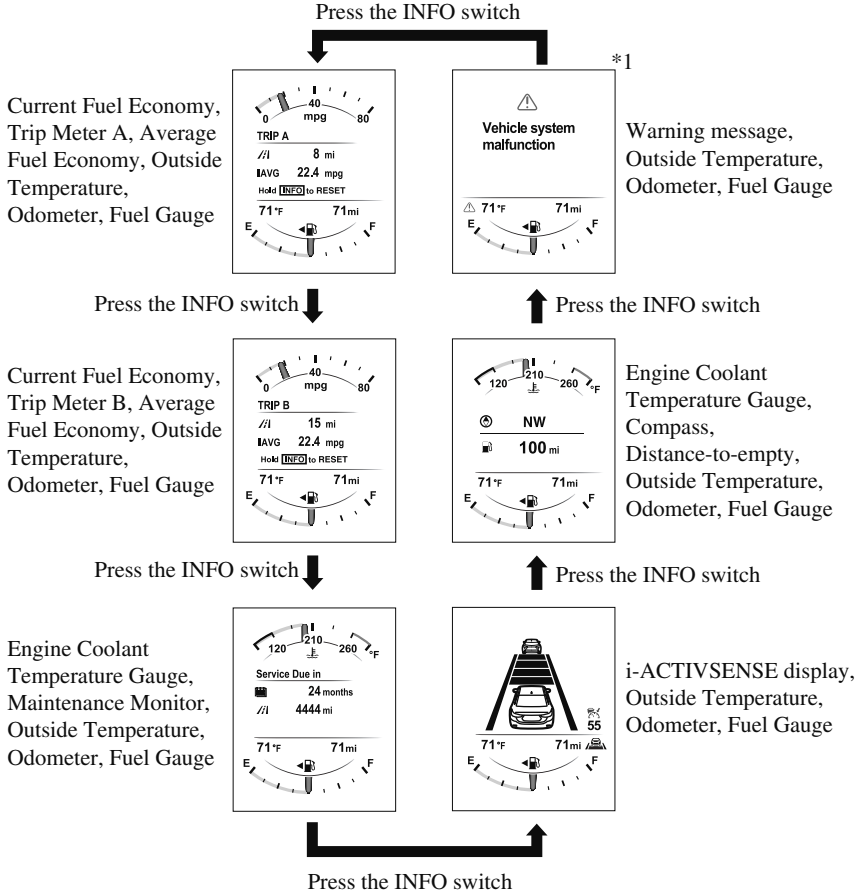 Press the INFO switch
Current Fuel Economy,
Trip Meter A, Average
Fuel Economy, Outside
Temperature,
Odometer, Fuel Gauge
0 40 80
mpg
TRIP A
8 mi
AVG 22.4 mpg
Hold INFO to RESET
71°F 71mi
E F
*1
Vehicle system
malfunction
71°F 71mi
E F
Warning message,
Outside Temperature,
Odometer, Fuel Gauge
Press the INFO switch
Press the INFO switch
Current Fuel Economy,
Trip Meter B, Average
Fuel Economy, Outside
Temperature,
Odometer, Fuel Gauge
0 40 80
mpg
TRIP B
15 mi
AVG 22.4 mpg
Hold INFO to RESET
71°F 71mi
E F
120 210 260 °F
NW
100 mi
71°F 71mi
E F
Engine Coolant
Temperature Gauge,
Compass,
Distance-to-empty,
Outside Temperature,
Odometer, Fuel Gauge
Press the INFO switch
Press the INFO switch
Engine Coolant
Temperature Gauge,
Maintenance Monitor,
Outside Temperature,
Odometer, Fuel Gauge
120 210 260 °F
Service Due in
24 months
4444 mi
71°F 71mi
E F
55
71°F 71mi
E F
i-ACTIVSENSE display,
Outside Temperature,
Odometer, Fuel Gauge
Press the INFO switch